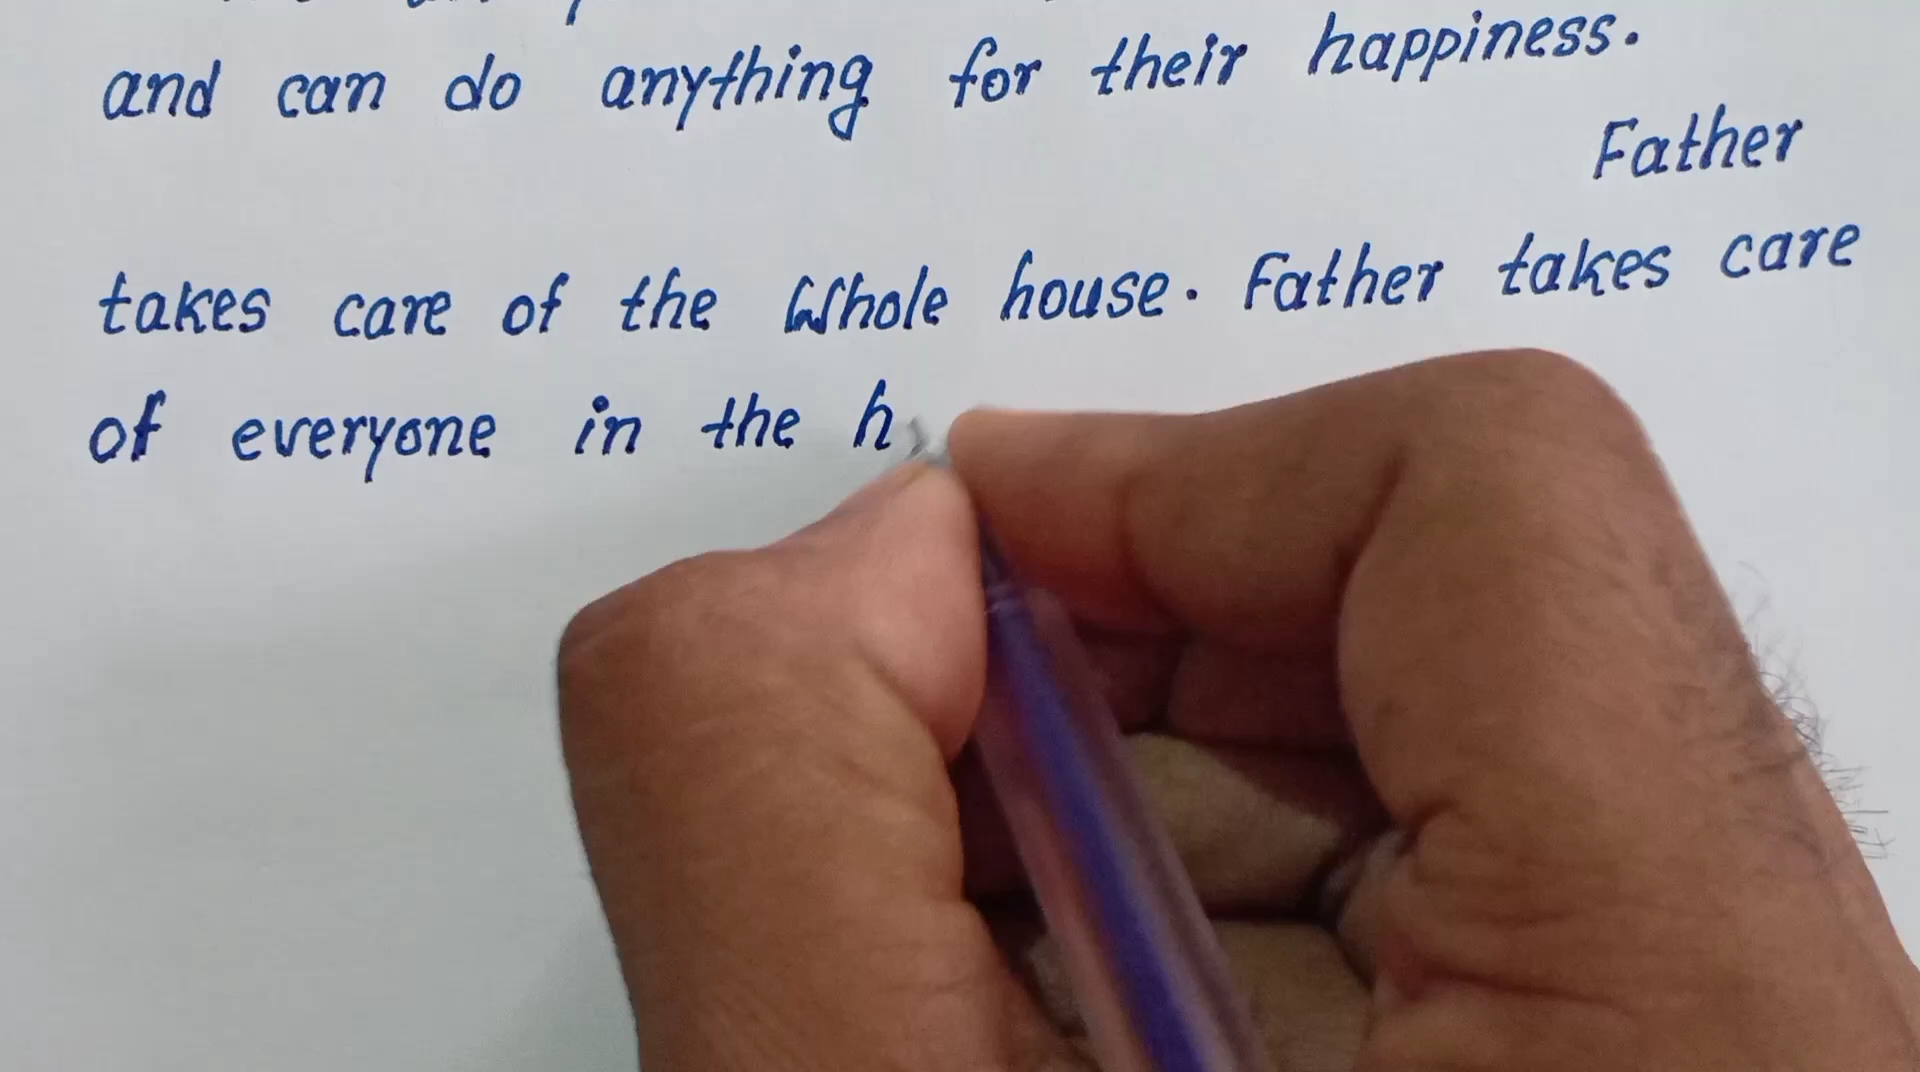 and can do anything for their happiness.
Father
takes care of the Whole house. Father takes care
of everyone in the h